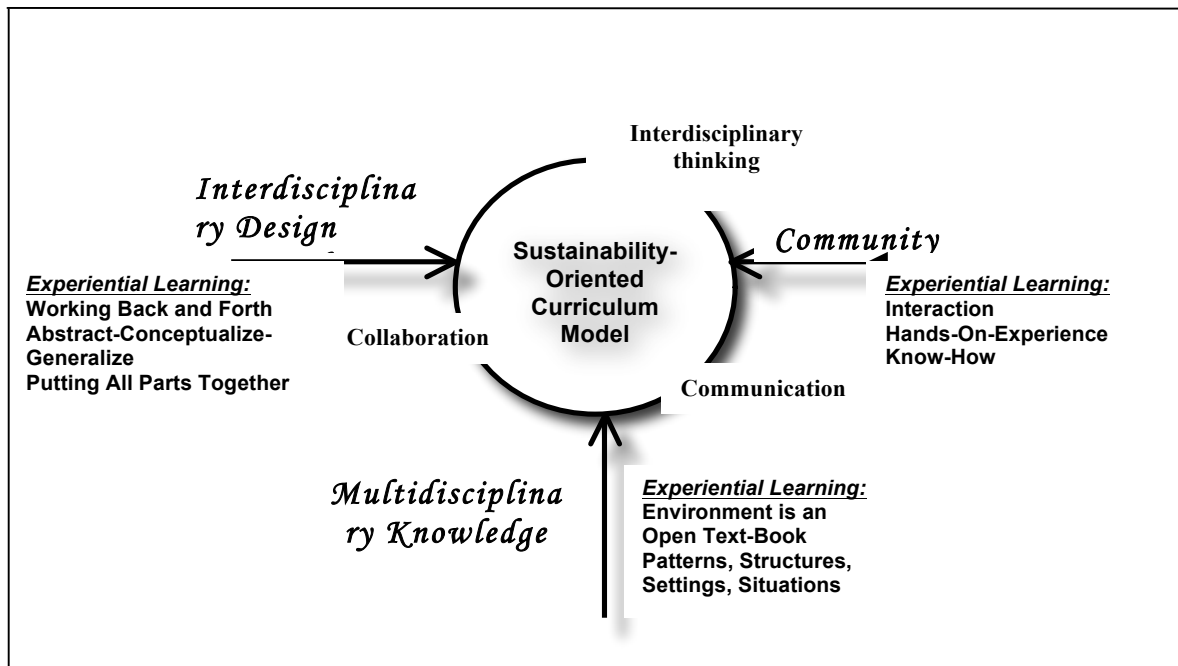 Interdisciplinary
thinking
Interdisciplina
ry Design
Community
Sustainability-
Oriented
Curriculum
Model
Experiential Learning:
Working Back and Forth
Abstract-Conceptualize-
Generalize
Putting All Parts Together
Collaboration
Experiential Learning:
Interaction
Hands-On-Experience
Know-How
Communication
Multidisciplina
ry Knowledge
Experiential Learning:
Environment is an
Open Text-Book
Patterns, Structures,
Settings, Situations